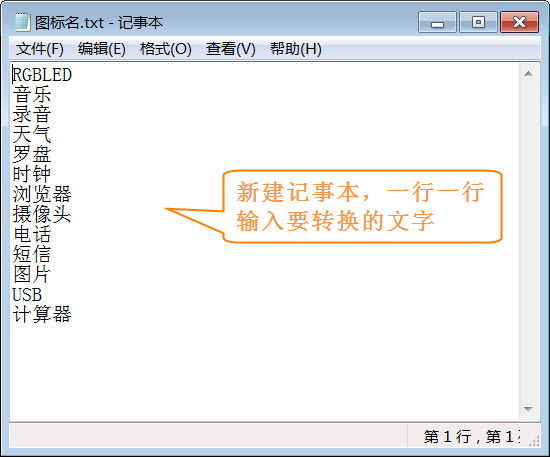 图标名.txt - 记事本
文件(F) 编辑(E) 格式(O) 查看(V) 帮助(H)
RGBLED
音乐
录音
天气
罗盘
时钟
浏览器
摄像头
电话
短信
图片
USB
计算器
新建记事本，一行一行
输入要转换的文字
第 1 行，第 1